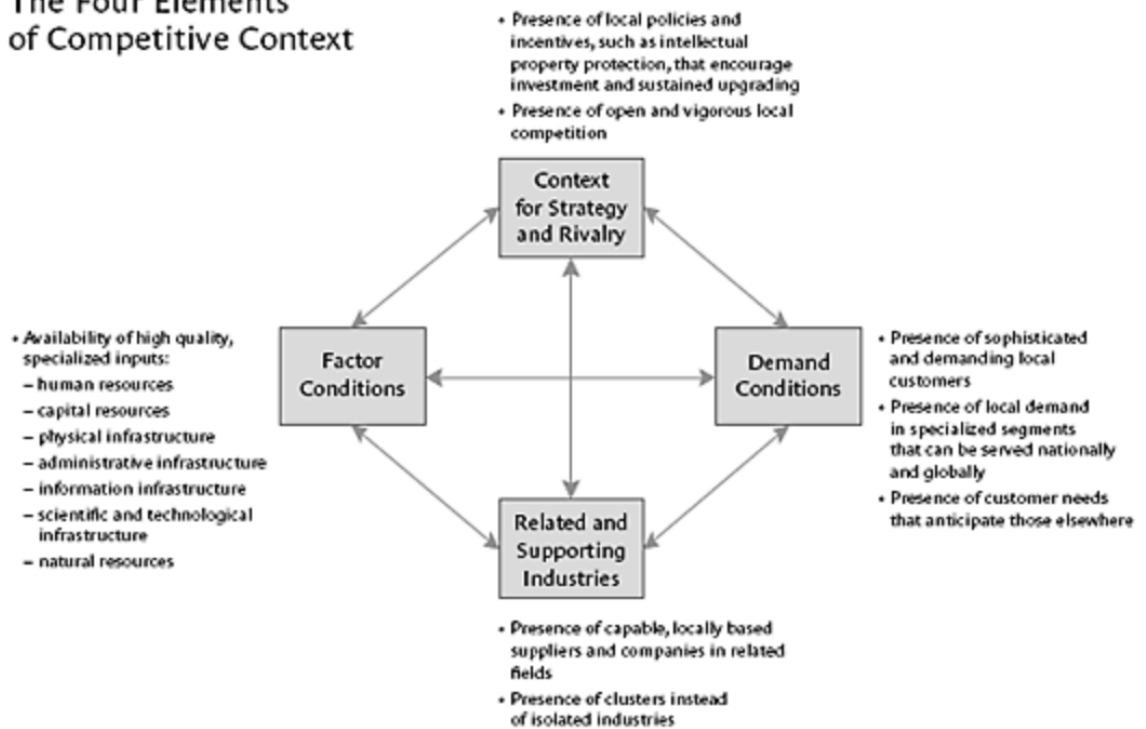 The Four Elements
of Competitive Context
• Presence of local policies and
incentives, such as intellectual
property protection, that encourage
investment and sustained upgrading
• Presence of open and vigorous local
competition
Context
for Strategy
and Rivalry
• Availability of high quality,
specialized inputs:
– human resources
– capital resources
– physical infrastructure
– administrative infrastructure
– information infrastructure
– scientific and technological
infrastructure
– natural resources
Factor
Conditions
Demand
Conditions
• Presence of sophisticated
and demanding local
customers
• Presence of local demand
in specialized segments
that can be served nationally
and globally
• Presence of customer needs
that anticipate those elsewhere
Related and
Supporting
Industries
• Presence of capable, locally based
suppliers and companies in related
fields
• Presence of clusters instead
of isolated industries